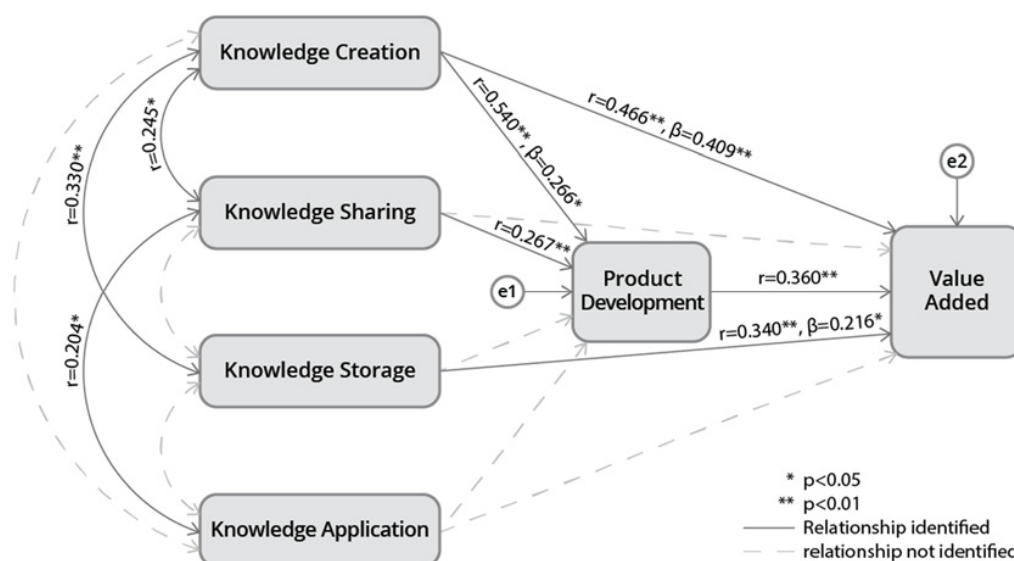 Knowledge Creation
r=0.540**, β=0.266*
r=0.466**, β=0.409**
r=0.245*
r=0.330**
e2
Knowledge Sharing
r=0.267**
Product
Development
e1
r=0.360**
Value
Added
r=0.204*
Knowledge Storage
r=0.340**, β=0.216*
Knowledge Application
* p<0.05
** p<0.01
Relationship identified
relationship not identified